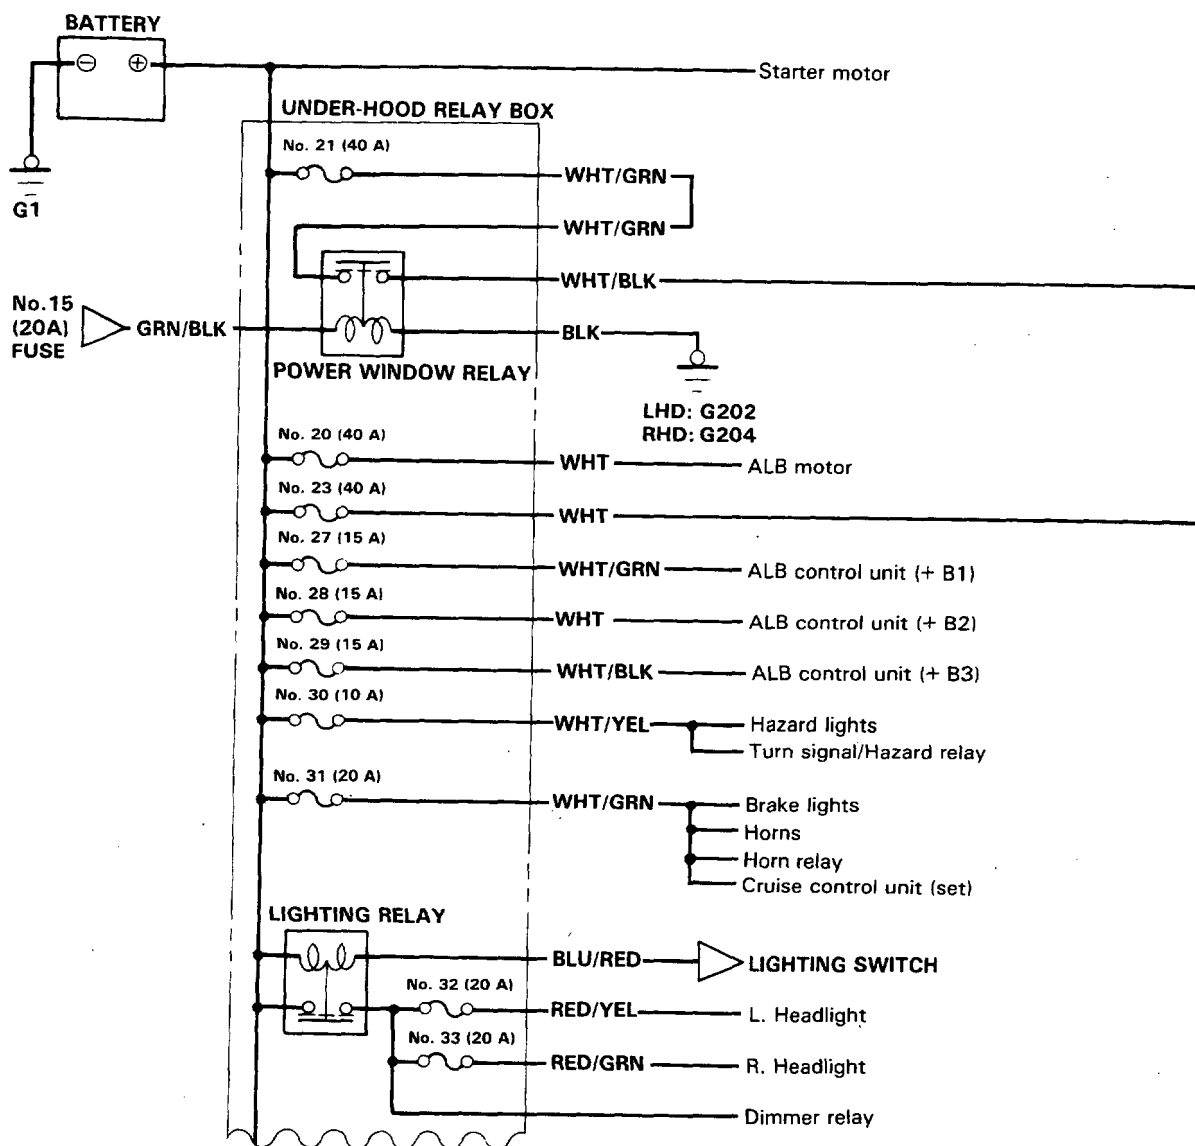 BATTERY
⊖ ⊕
Starter motor
UNDER-HOOD RELAY BOX
No. 21 (40 A)
WHT/GRN
G1
WHT/GRN
WHT/BLK
No.15
(20A)
FUSE
GRN/BLK
BLK
POWER WINDOW RELAY
LHD: G202
RHD: G204
No. 20 (40 A)
WHT
ALB motor
No. 23 (40 A)
WHT
No. 27 (15 A)
WHT/GRN
ALB control unit (+ B1)
No. 28 (15 A)
WHT
ALB control unit (+ B2)
No. 29 (15 A)
WHT/BLK
ALB control unit (+ B3)
No. 30 (10 A)
WHT/YEL
Hazard lights
Turn signal/Hazard relay
No. 31 (20 A)
WHT/GRN
Brake lights
Horns
Horn relay
Cruise control unit (set)
LIGHTING RELAY
BLU/RED
LIGHTING SWITCH
No. 32 (20 A)
RED/YEL
L. Headlight
No. 33 (20 A)
RED/GRN
R. Headlight
Dimmer relay